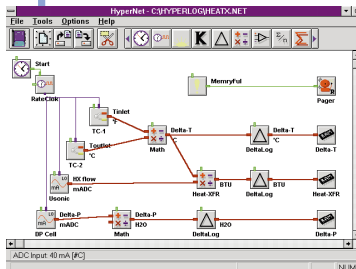 HyperNet - C:\HYPERLOG\HEATX.NET
File Tools Options Help
K Δ Σ/n Σ
Start
RateClok
MemryFul
Pager
Tinlet
°F
TC-1
Toutlet
°C
TC-2
Delta-T
°C
Math
Delta-T
°C
DeltaLog
Delta-T
HX flow
mADC
Usonic
BTU
Heat-XFR
BTU
DeltaLog
Heat-XFR
Delta-P
mADC
DP Cell
Delta-P
H2O
Math
H2O
DeltaLog
Delta-P
ADC Input: 40 mA [#C]
NUM